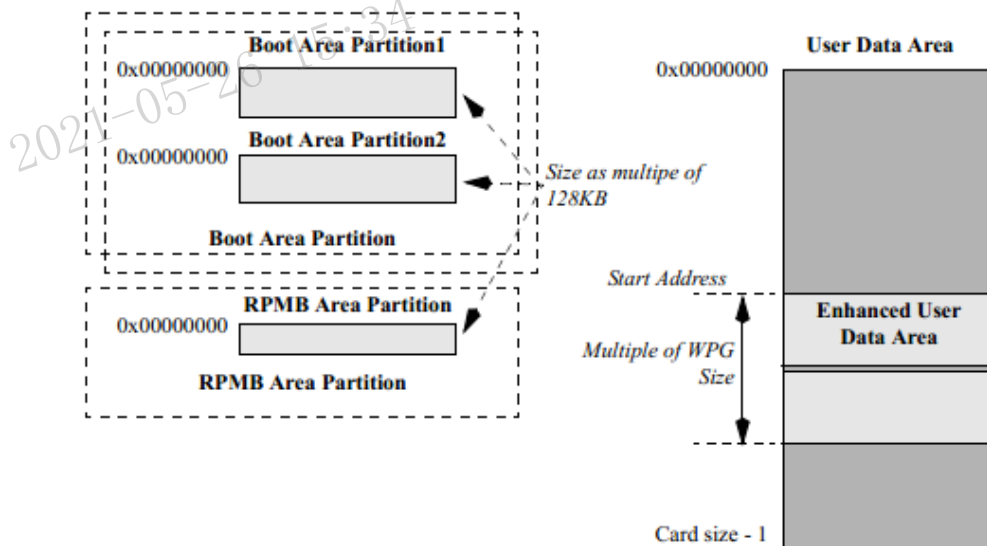 2021-05-26 15:34
Boot Area Partition1
0x00000000
Boot Area Partition2
0x00000000
Size as multipe of
128KB
Boot Area Partition
RPMB Area Partition
0x00000000
RPMB Area Partition
User Data Area
0x00000000
Start Address
Enhanced User
Data Area
Multiple of WPG
Size
Card size - 1